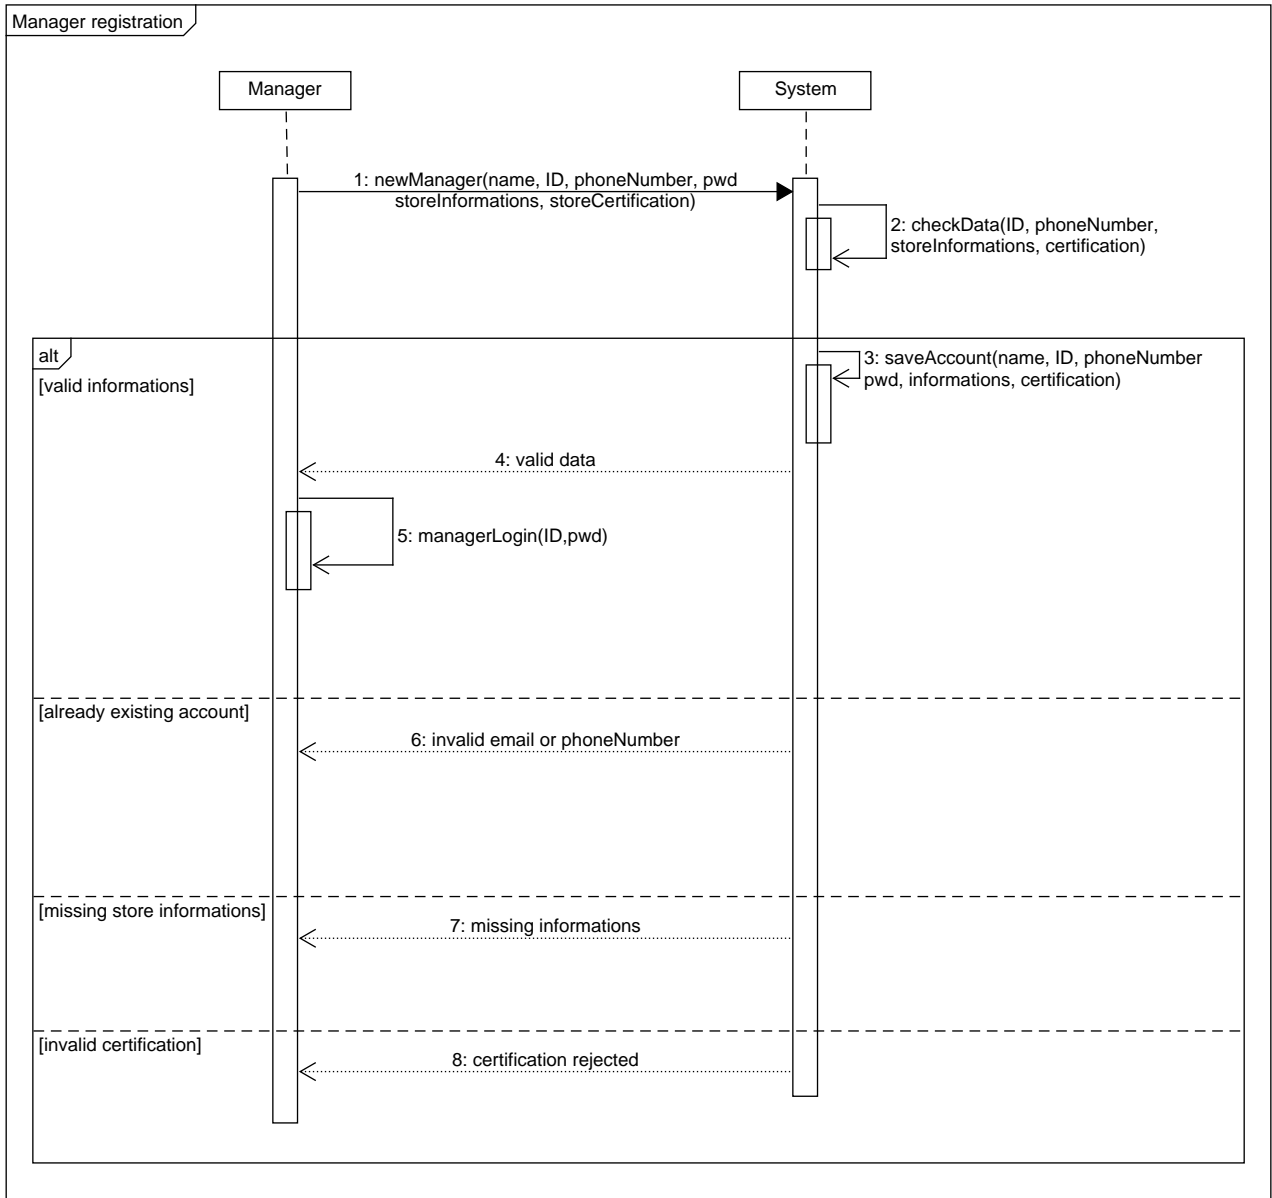 Manager registration
Manager
System
1: newManager(name, ID, phoneNumber, pwd
storeInformations, storeCertification)
2: checkData(ID, phoneNumber,
storeInformations, certification)
alt
3: saveAccount(name, ID, phoneNumber
pwd, informations, certification)
[valid informations]
4: valid data
5: managerLogin(ID,pwd)
[already existing account]
6: invalid email or phoneNumber
[missing store informations]
7: missing informations
[invalid certification]
8: certification rejected